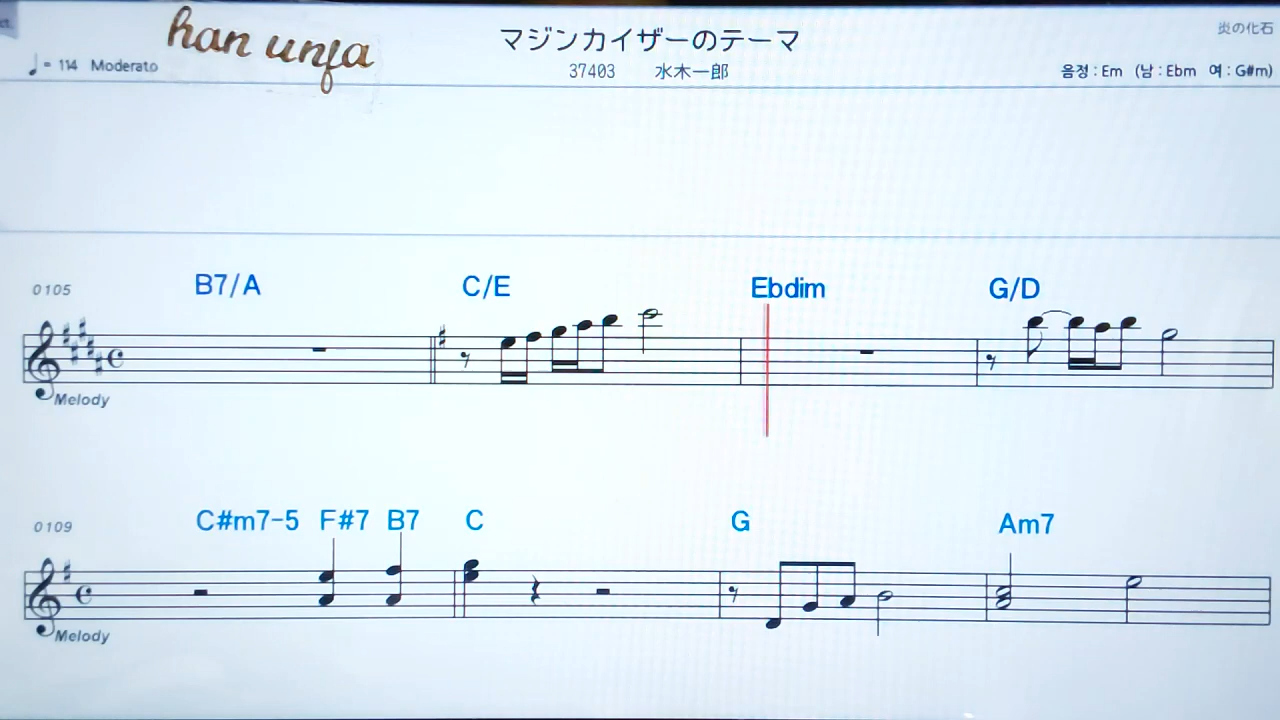 han unfa
マジンカイザーのテーマ
炎の化石
♩= 114 Moderato
37403 水木一郎
음정 : Em (남 : Ebm 여 : G#m)
0105 B7/A C/E Ebdim G/D
Melody
0109 C#m7-5 F#7 B7 C G Am7
Melody